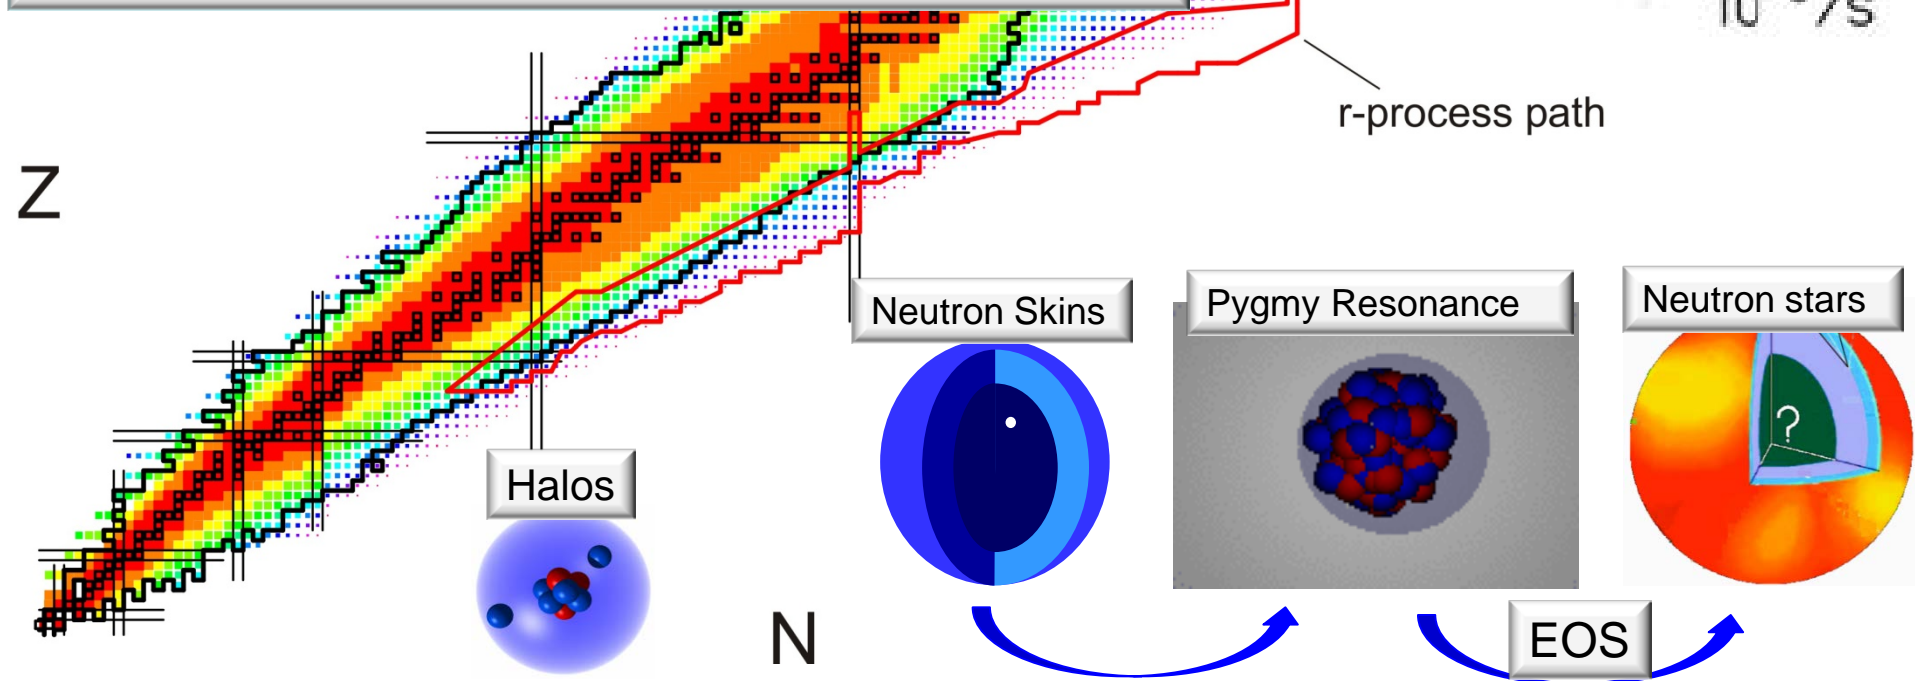 r-process path
Z
Neutron Skins
Pygmy Resonance
Neutron stars
?
Halos
N
EOS